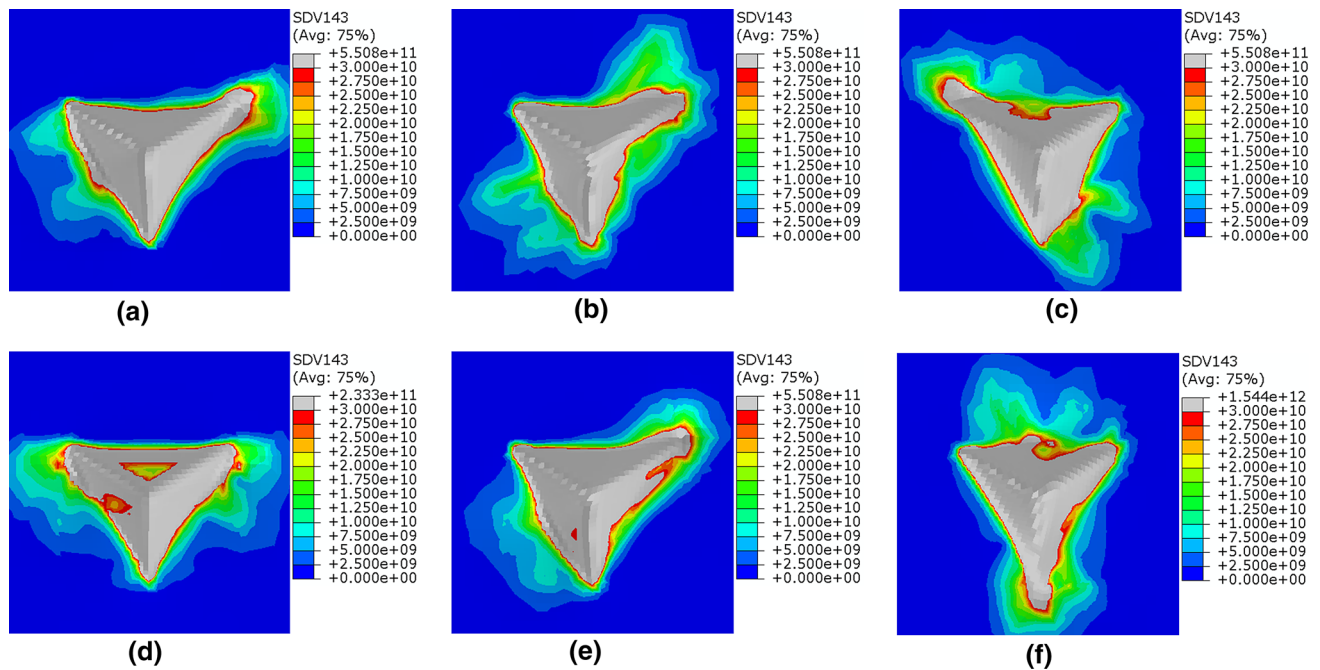 SDV143
(Avg: 75%)
+5.508e+11
+3.000e+10
+2.750e+10
+2.500e+10
+2.250e+10
+2.000e+10
+1.750e+10
+1.500e+10
+1.250e+10
+1.000e+10
+7.500e+09
+5.000e+09
+2.500e+09
+0.000e+00
(a)
SDV143
(Avg: 75%)
+5.508e+11
+3.000e+10
+2.750e+10
+2.500e+10
+2.250e+10
+2.000e+10
+1.750e+10
+1.500e+10
+1.250e+10
+1.000e+10
+7.500e+09
+5.000e+09
+2.500e+09
+0.000e+00
(b)
SDV143
(Avg: 75%)
+5.508e+11
+3.000e+10
+2.750e+10
+2.500e+10
+2.250e+10
+2.000e+10
+1.750e+10
+1.500e+10
+1.250e+10
+1.000e+10
+7.500e+09
+5.000e+09
+2.500e+09
+0.000e+00
(c)
SDV143
(Avg: 75%)
+2.333e+11
+3.000e+10
+2.750e+10
+2.500e+10
+2.250e+10
+2.000e+10
+1.750e+10
+1.500e+10
+1.250e+10
+1.000e+10
+7.500e+09
+5.000e+09
+2.500e+09
+0.000e+00
(d)
SDV143
(Avg: 75%)
+5.508e+11
+3.000e+10
+2.750e+10
+2.500e+10
+2.250e+10
+2.000e+10
+1.750e+10
+1.500e+10
+1.250e+10
+1.000e+10
+7.500e+09
+5.000e+09
+2.500e+09
+0.000e+00
(e)
SDV143
(Avg: 75%)
+1.544e+12
+3.000e+10
+2.750e+10
+2.500e+10
+2.250e+10
+2.000e+10
+1.750e+10
+1.500e+10
+1.250e+10
+1.000e+10
+7.500e+09
+5.000e+09
+2.500e+09
+0.000e+00
(f)